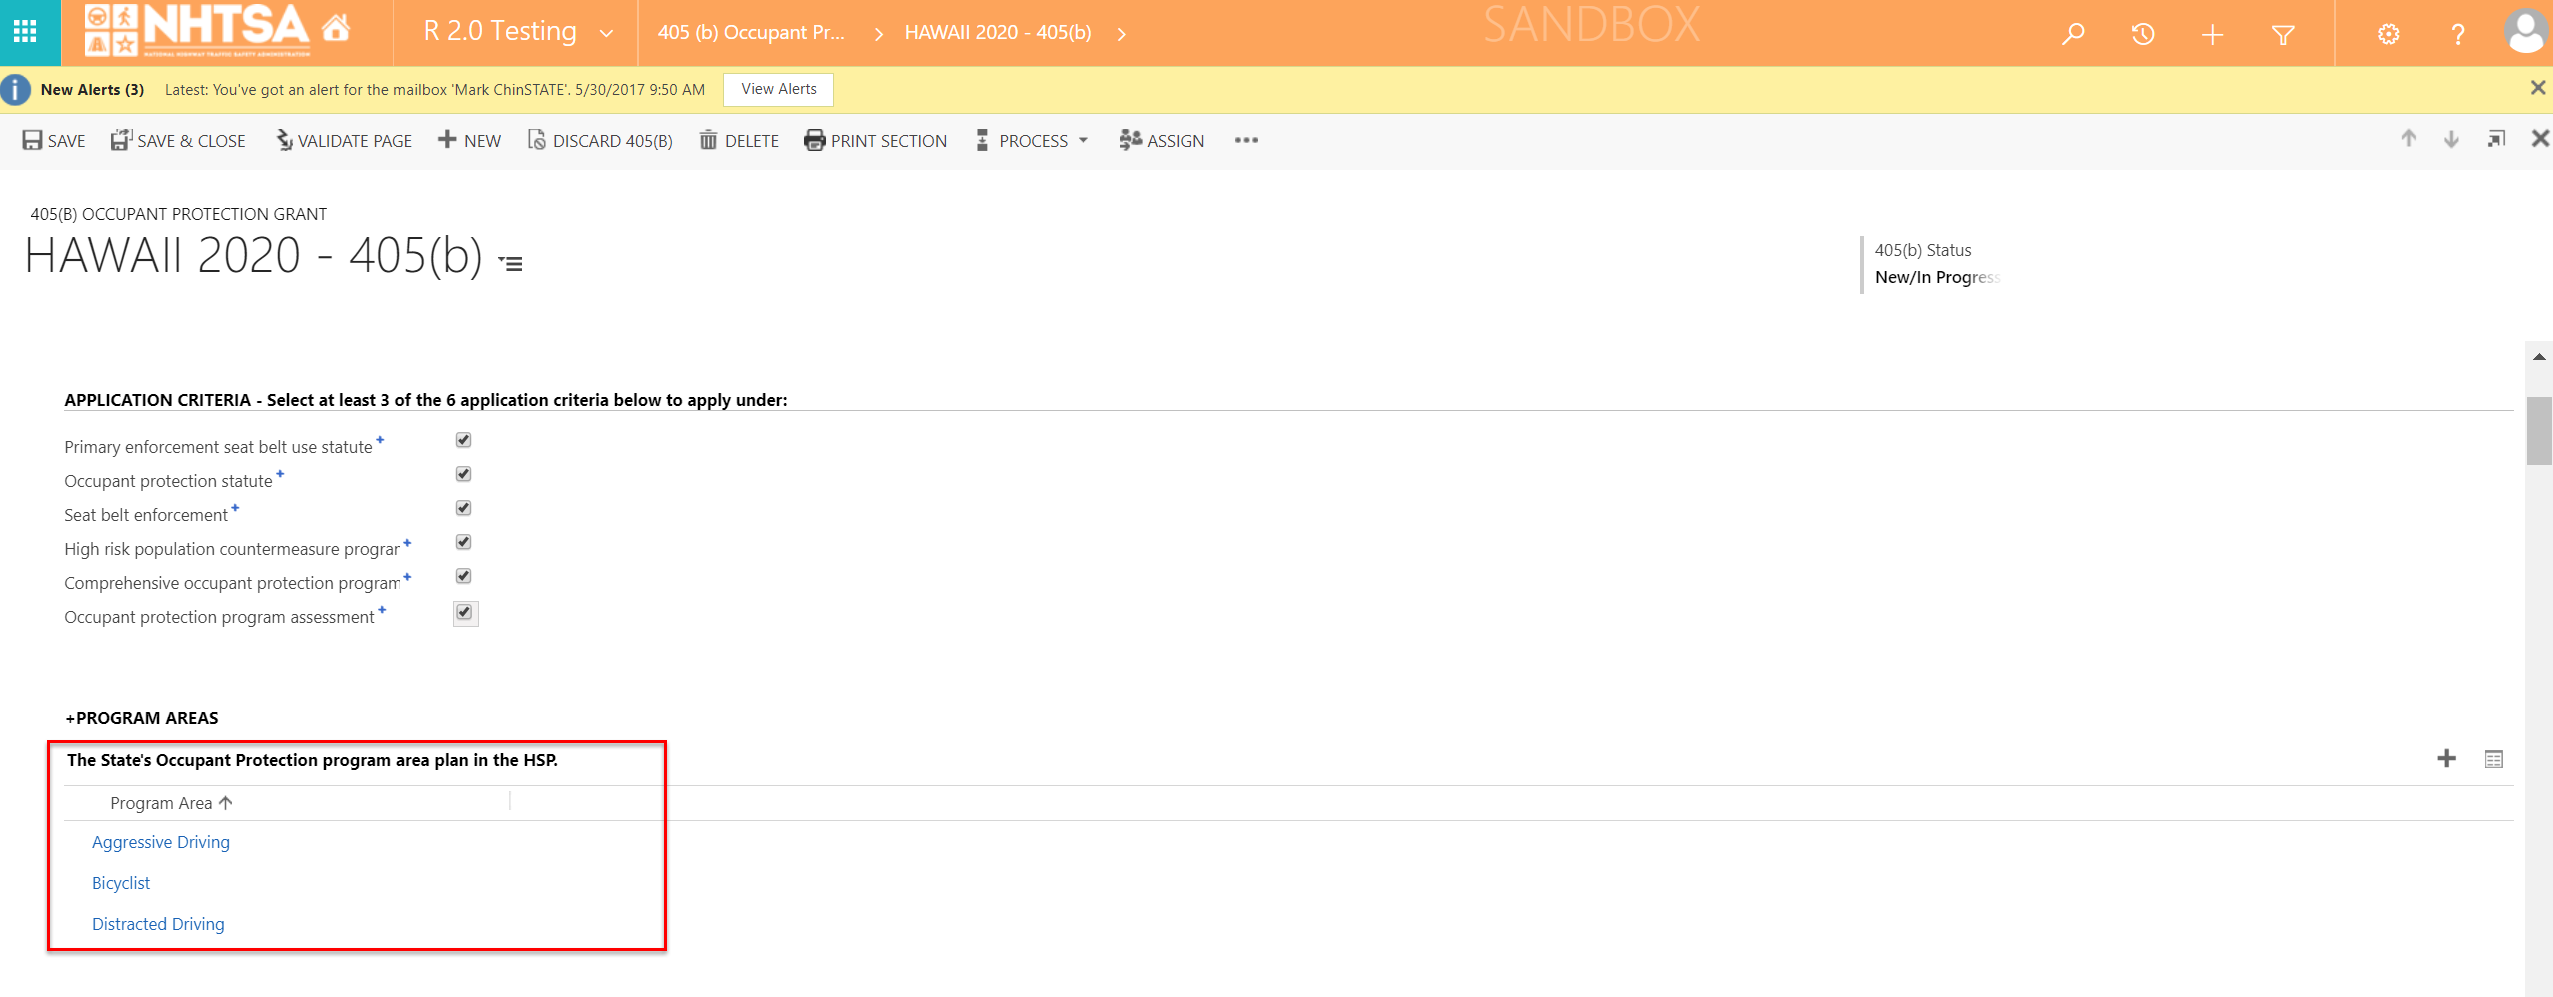 NHTSA
NATIONAL HIGHWAY TRAFFIC SAFETY ADMINISTRATION
R 2.0 Testing
405 (b) Occupant Pr...
HAWAII 2020 - 405(b)
SANDBOX
New Alerts (3) Latest: You've got an alert for the mailbox 'Mark ChinSTATE'. 5/30/2017 9:50 AM View Alerts
SAVE SAVE & CLOSE VALIDATE PAGE NEW DISCARD 405(B) DELETE PRINT SECTION PROCESS ASSIGN
405(B) OCCUPANT PROTECTION GRANT
HAWAII 2020 - 405(b)
405(b) Status
New/In Progress
APPLICATION CRITERIA - Select at least 3 of the 6 application criteria below to apply under:
Primary enforcement seat belt use statute +
Occupant protection statute +
Seat belt enforcement +
High risk population countermeasure prograr +
Comprehensive occupant protection program +
Occupant protection program assessment +
+PROGRAM AREAS
The State's Occupant Protection program area plan in the HSP.
Program Area ↑
Aggressive Driving
Bicyclist
Distracted Driving